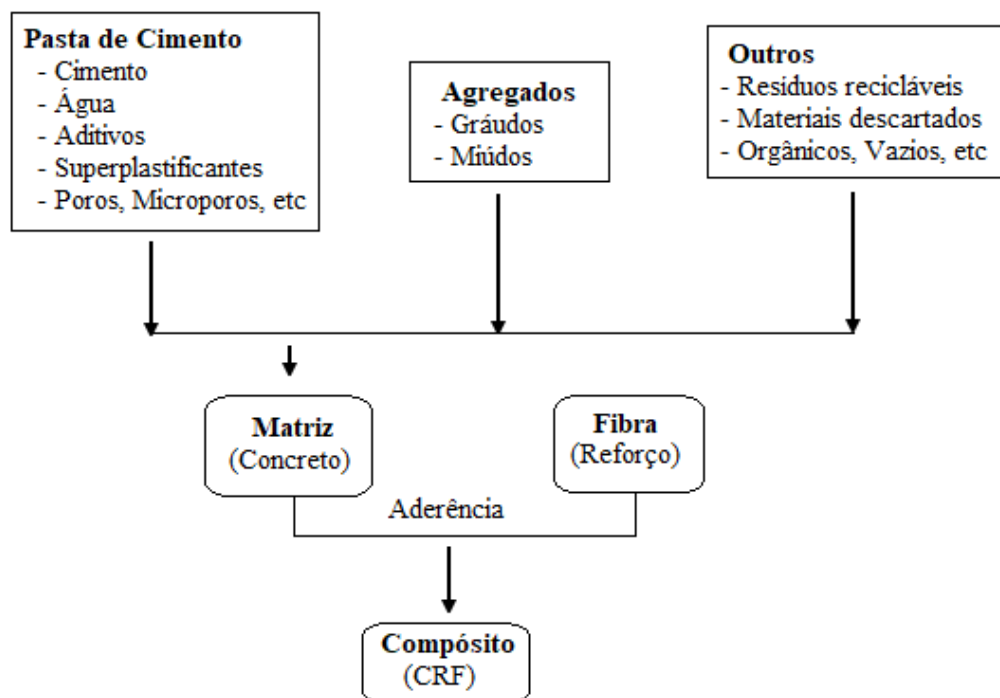 Pasta de Cimento
- Cimento
- Água
- Aditivos
- Superplastificantes
- Poros, Microporos, etc
Agregados
- Gráudos
- Miúdos
Outros
- Resíduos recicláveis
- Materiais descartados
- Orgânicos, Vazios, etc
Matriz
(Concreto)
Fibra
(Reforço)
Aderência
Compósito
(CRF)